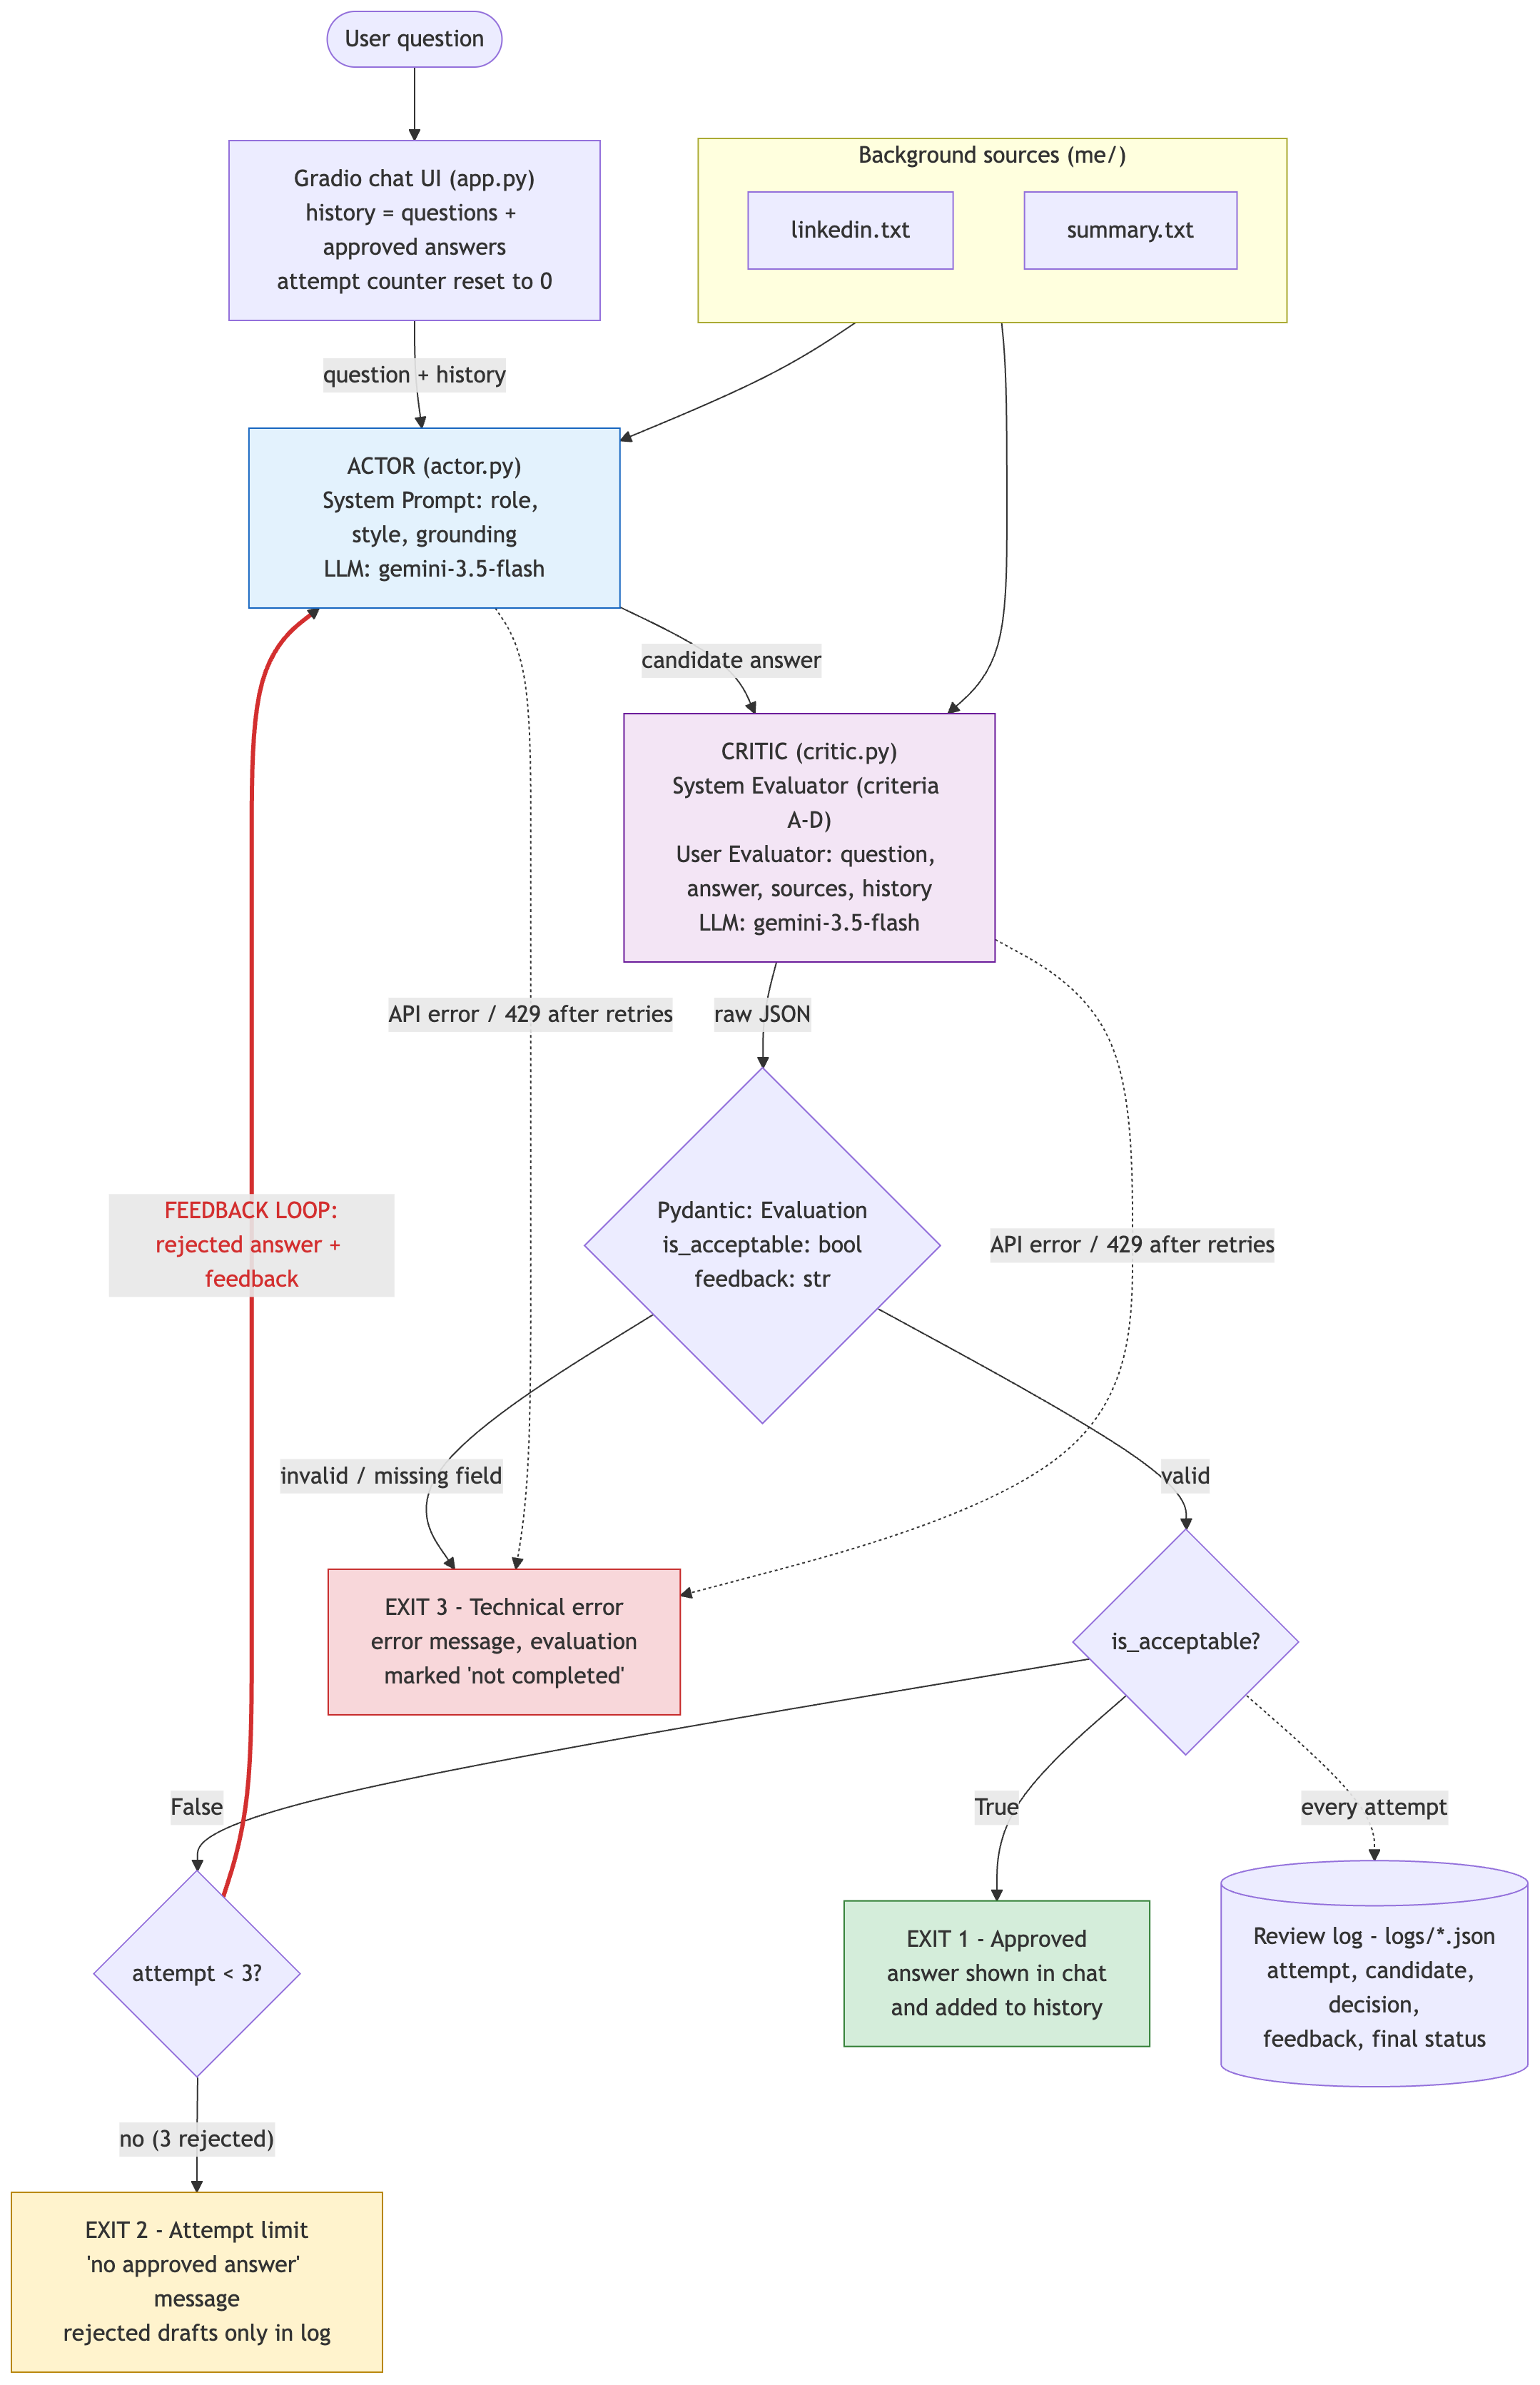 User question
Gradio chat UI (app.py)
history = questions +
approved answers
attempt counter reset to 0
Background sources (me/)
linkedin.txt
summary.txt
question + history
ACTOR (actor.py)
System Prompt: role,
style, grounding
LLM: gemini-3.5-flash
candidate answer
CRITIC (critic.py)
System Evaluator (criteria
A-D)
User Evaluator: question,
answer, sources, history
LLM: gemini-3.5-flash
API error / 429 after retries
raw JSON
Pydantic: Evaluation
is_acceptable: bool
feedback: str
FEEDBACK LOOP:
rejected answer +
feedback
API error / 429 after retries
invalid / missing field
valid
EXIT 3 - Technical error
error message, evaluation
marked 'not completed'
is_acceptable?
False
True
every attempt
attempt < 3?
EXIT 1 - Approved
answer shown in chat
and added to history
Review log - logs/*.json
attempt, candidate,
decision,
feedback, final status
no (3 rejected)
EXIT 2 - Attempt limit
'no approved answer'
message
rejected drafts only in log